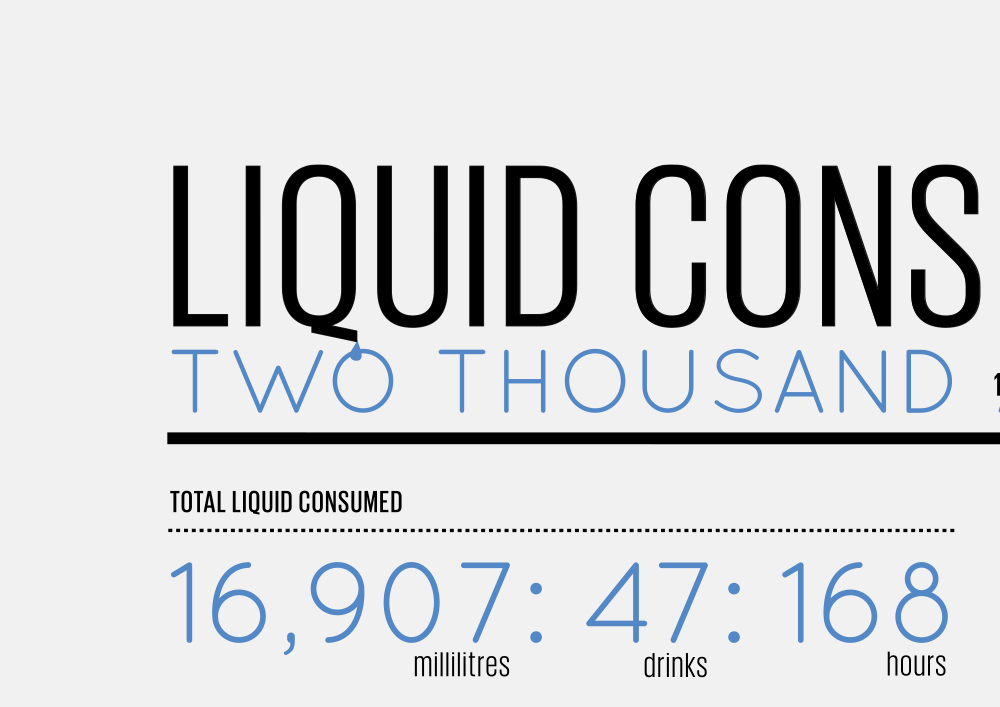 LIQUID CONS
TWO THOUSAND
TOTAL LIQUID CONSUMED
16,907: 47: 168
millilitres drinks hours